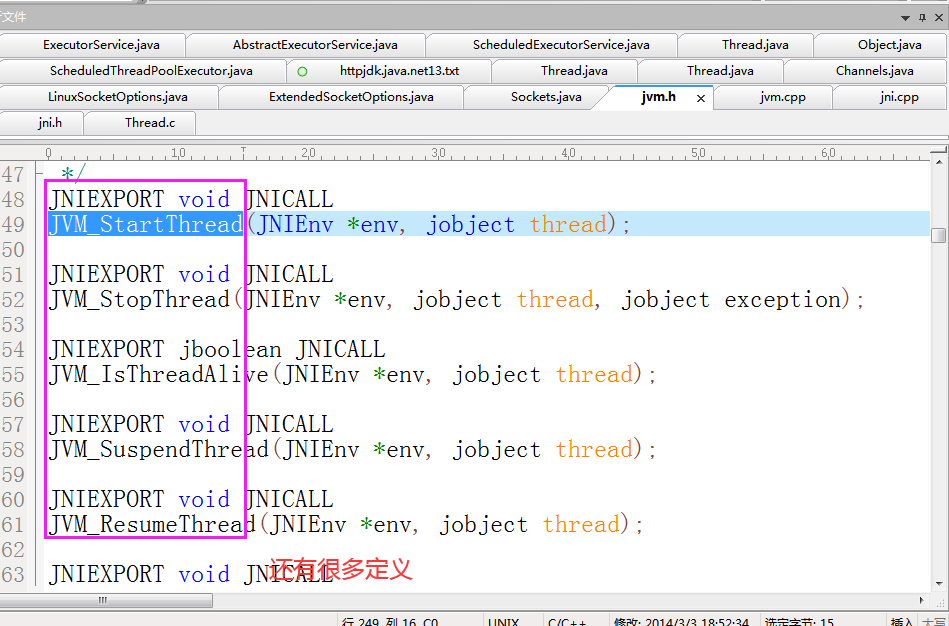 文件
ExecutorService.java AbstractExecutorService.java ScheduledExecutorService.java Thread.java Object.java
ScheduledThreadPoolExecutor.java httpjdk.java.net13.txt Thread.java Thread.java Channels.java
LinuxSocketOptions.java ExtendedSocketOptions.java Sockets.java jvm.h × jvm.cpp jni.cpp
jni.h Thread.c
0 1,0 2,0 3,0 4,0 5,0 6,0
47 */
48 JNIEXPORT void JNICALL
49 JVM_StartThread(JNIEnv *env, jobject thread);
50
51 JNIEXPORT void JNICALL
52 JVM_StopThread(JNIEnv *env, jobject thread, jobject exception);
53
54 JNIEXPORT jboolean JNICALL
55 JVM_IsThreadAlive(JNIEnv *env, jobject thread);
56
57 JNIEXPORT void JNICALL
58 JVM_SuspendThread(JNIEnv *env, jobject thread);
59
60 JNIEXPORT void JNICALL
61 JVM_ResumeThread(JNIEnv *env, jobject thread);
62
63 JNIEXPORT void JNICALL
还有很多定义
行 249, 列 16, C0 UNIX C/C++ 修改: 2014/3/3 18:52:34 选定字节: 15 插入 大写